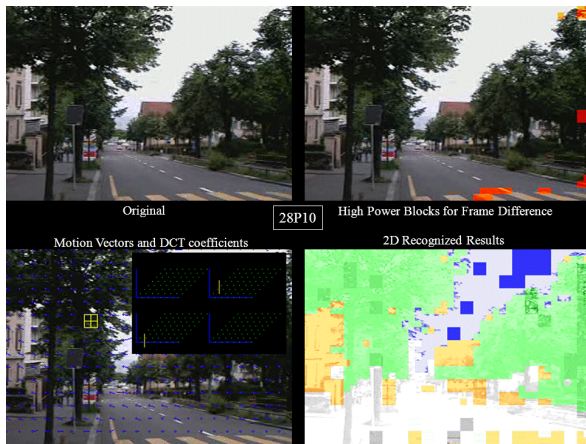 Original
28P10
High Power Blocks for Frame Difference
Motion Vectors and DCT coefficients
2D Recognized Results